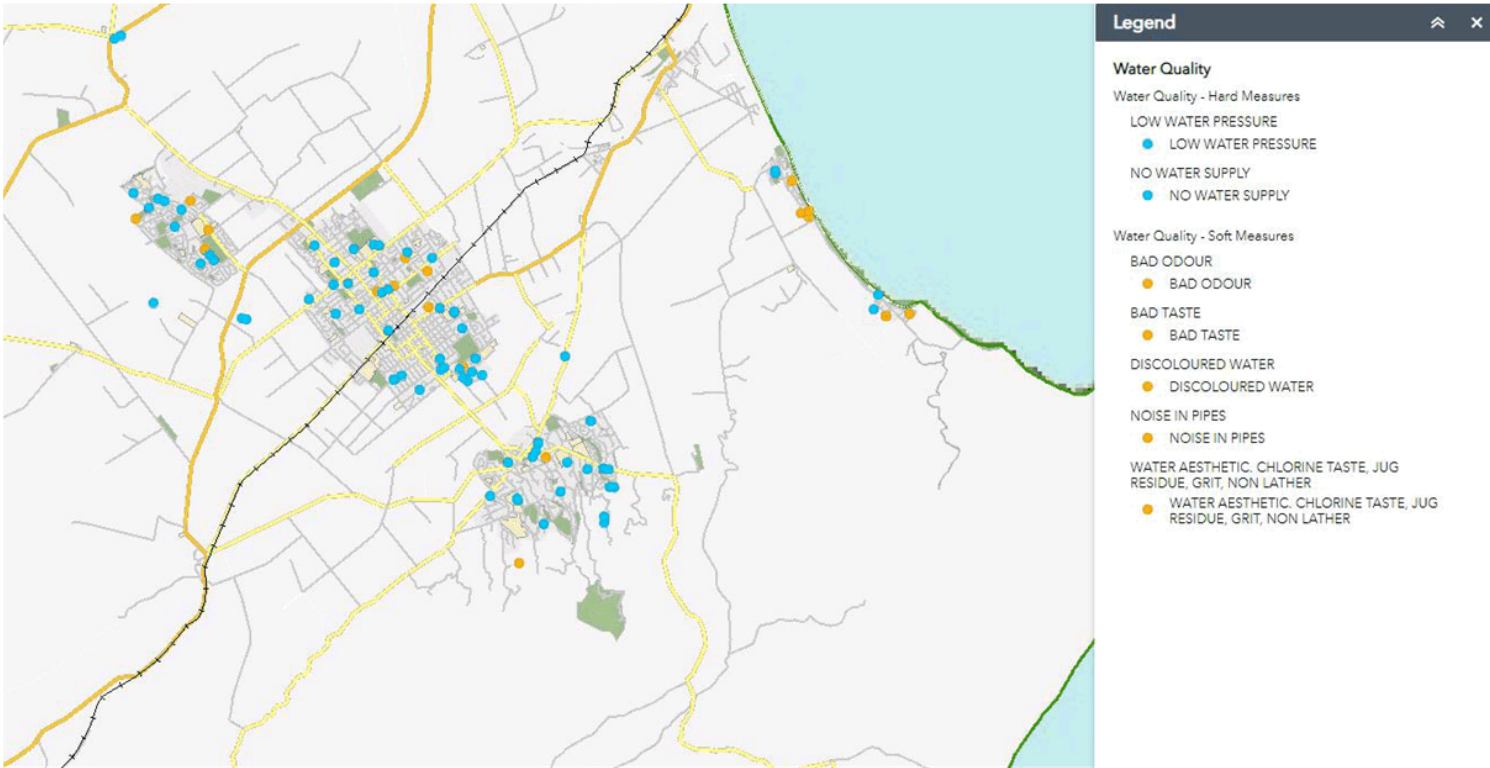 Legend
Water Quality
Water Quality - Hard Measures
LOW WATER PRESSURE
LOW WATER PRESSURE
NO WATER SUPPLY
NO WATER SUPPLY
Water Quality - Soft Measures
BAD ODOUR
BAD ODOUR
BAD TASTE
BAD TASTE
DISCOLOURED WATER
DISCOLOURED WATER
NOISE IN PIPES
NOISE IN PIPES
WATER AESTHETIC. CHLORINE TASTE, JUG
RESIDUE, GRIT, NON LATHER
WATER AESTHETIC. CHLORINE TASTE, JUG
RESIDUE, GRIT, NON LATHER